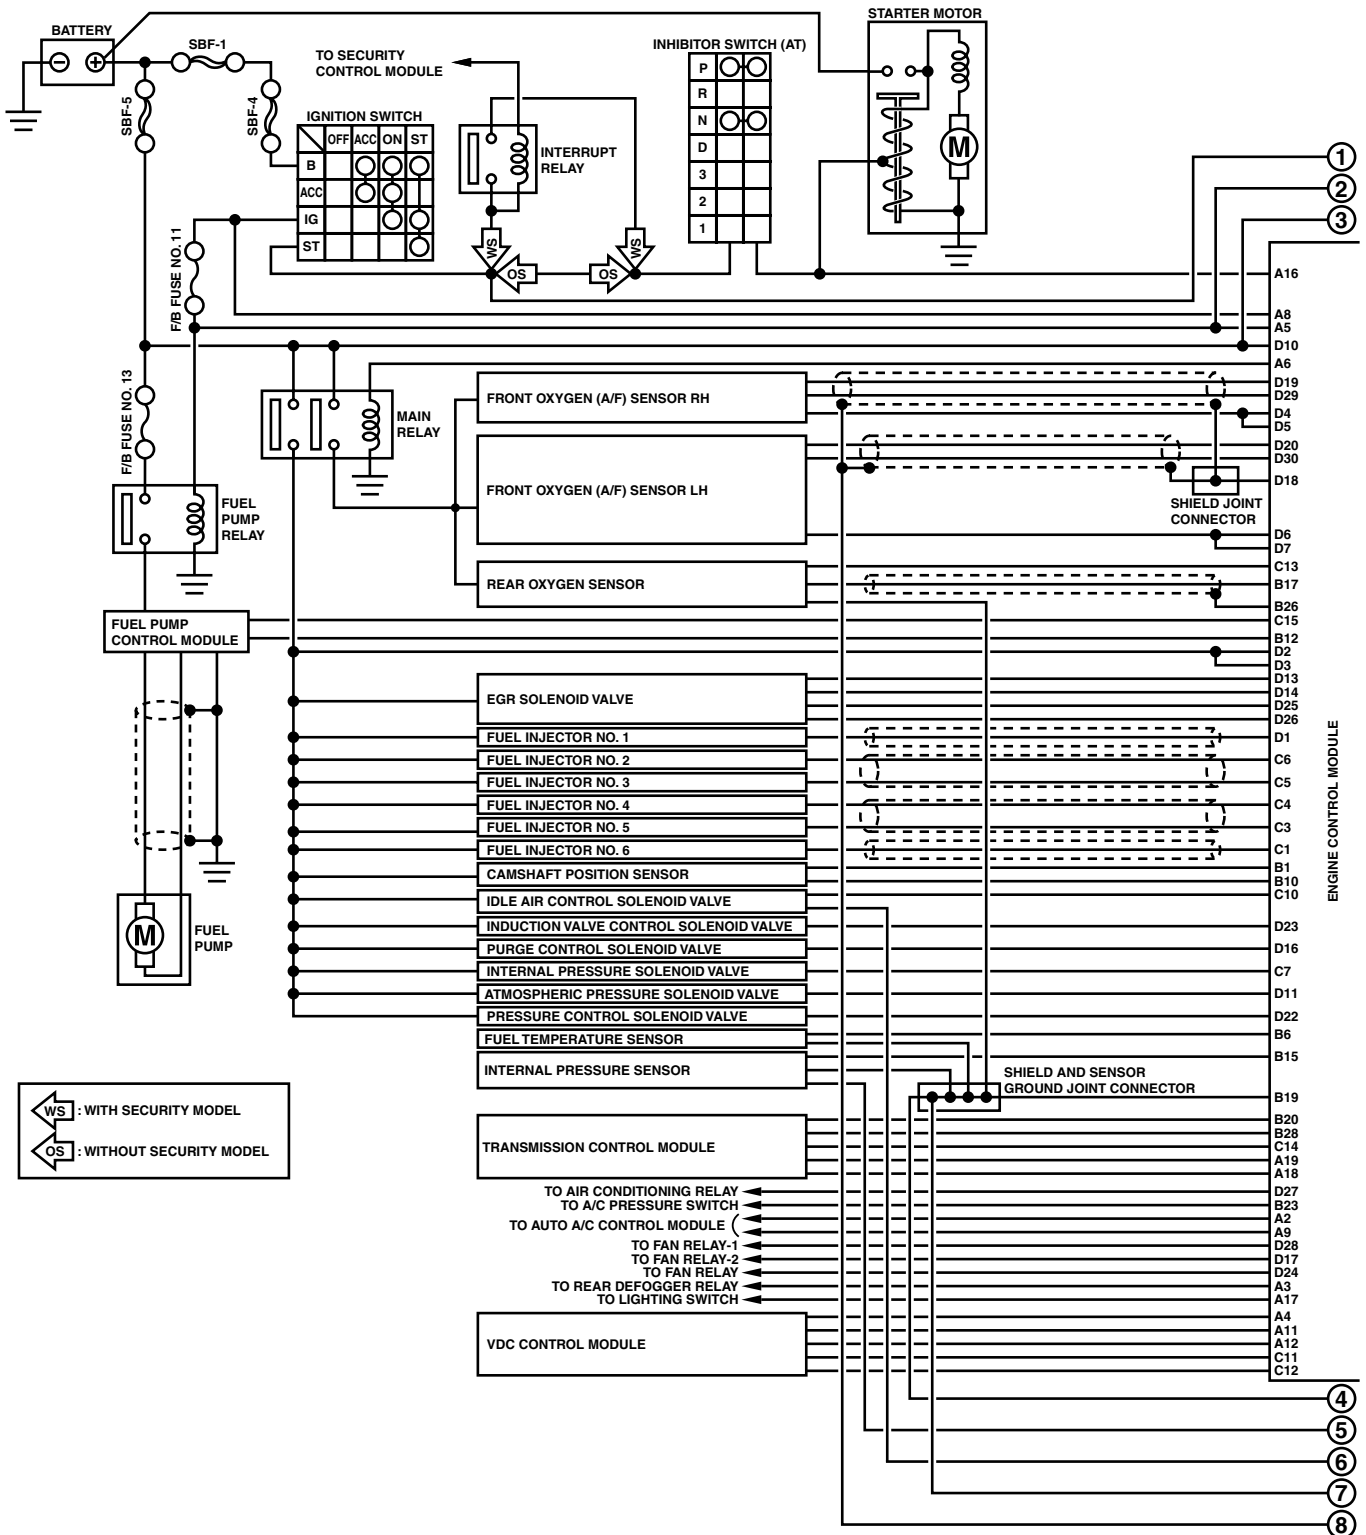 BATTERY
SBF-1
SBF-5
SBF-4
TO SECURITY
CONTROL MODULE
IGNITION SWITCH
OFF ACC ON ST
B
ACC
IG
ST
INTERRUPT
RELAY
WS
WS
OS
OS
INHIBITOR SWITCH (AT)
P
R
N
D
3
2
1
STARTER MOTOR
M
1
2
3
F/B FUSE NO. 11
F/B FUSE NO. 13
MAIN
RELAY
FUEL
PUMP
RELAY
FUEL PUMP
CONTROL MODULE
M
FUEL
PUMP
FRONT OXYGEN (A/F) SENSOR RH
FRONT OXYGEN (A/F) SENSOR LH
REAR OXYGEN SENSOR
EGR SOLENOID VALVE
FUEL INJECTOR NO. 1
FUEL INJECTOR NO. 2
FUEL INJECTOR NO. 3
FUEL INJECTOR NO. 4
FUEL INJECTOR NO. 5
FUEL INJECTOR NO. 6
CAMSHAFT POSITION SENSOR
IDLE AIR CONTROL SOLENOID VALVE
INDUCTION VALVE CONTROL SOLENOID VALVE
PURGE CONTROL SOLENOID VALVE
INTERNAL PRESSURE SOLENOID VALVE
ATMOSPHERIC PRESSURE SOLENOID VALVE
PRESSURE CONTROL SOLENOID VALVE
FUEL TEMPERATURE SENSOR
INTERNAL PRESSURE SENSOR
TRANSMISSION CONTROL MODULE
TO AIR CONDITIONING RELAY
TO A/C PRESSURE SWITCH
TO AUTO A/C CONTROL MODULE
TO FAN RELAY-1
TO FAN RELAY-2
TO FAN RELAY
TO REAR DEFOGGER RELAY
TO LIGHTING SWITCH
VDC CONTROL MODULE
SHIELD JOINT
CONNECTOR
SHIELD AND SENSOR
GROUND JOINT CONNECTOR
A16
A8
A5
D10
A6
D19
D29
D4
D5
D20
D30
D18
D6
D7
C13
B17
B26
C15
B12
D2
D3
D13
D14
D25
D26
D1
C6
C5
C4
C3
C1
B1
B10
C10
D23
D16
C7
D11
D22
B6
B15
B19
B20
B28
C14
A19
A18
D27
B23
A2
A9
D28
D17
D24
A3
A17
A4
A11
A12
C11
C12
ENGINE CONTROL MODULE
4
5
6
7
8
WS : WITH SECURITY MODEL
OS : WITHOUT SECURITY MODEL